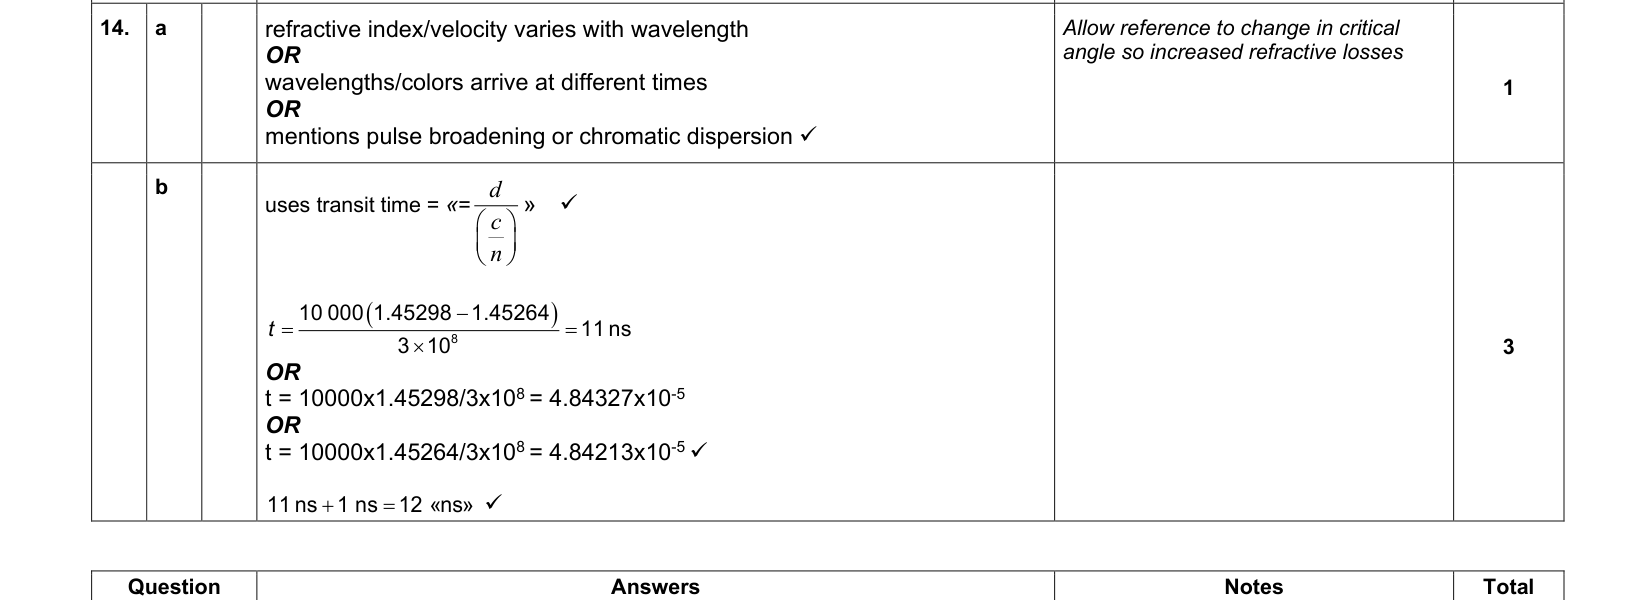 14. a refractive index/velocity varies with wavelength Allow reference to change in critical
OR angle so increased refractive losses
wavelengths/colors arrive at different times 1
OR
mentions pulse broadening or chromatic dispersion ✓
b
uses transit time = «= d / (c / n) » ✓
t = 10 000(1.45298 – 1.45264) / 3 × 10⁸ = 11 ns
3
OR
t = 10000x1.45298/3x10⁸ = 4.84327x10⁻⁵
OR
t = 10000x1.45264/3x10⁸ = 4.84213x10⁻⁵ ✓
11 ns + 1 ns = 12 «ns» ✓
Question Answers Notes Total